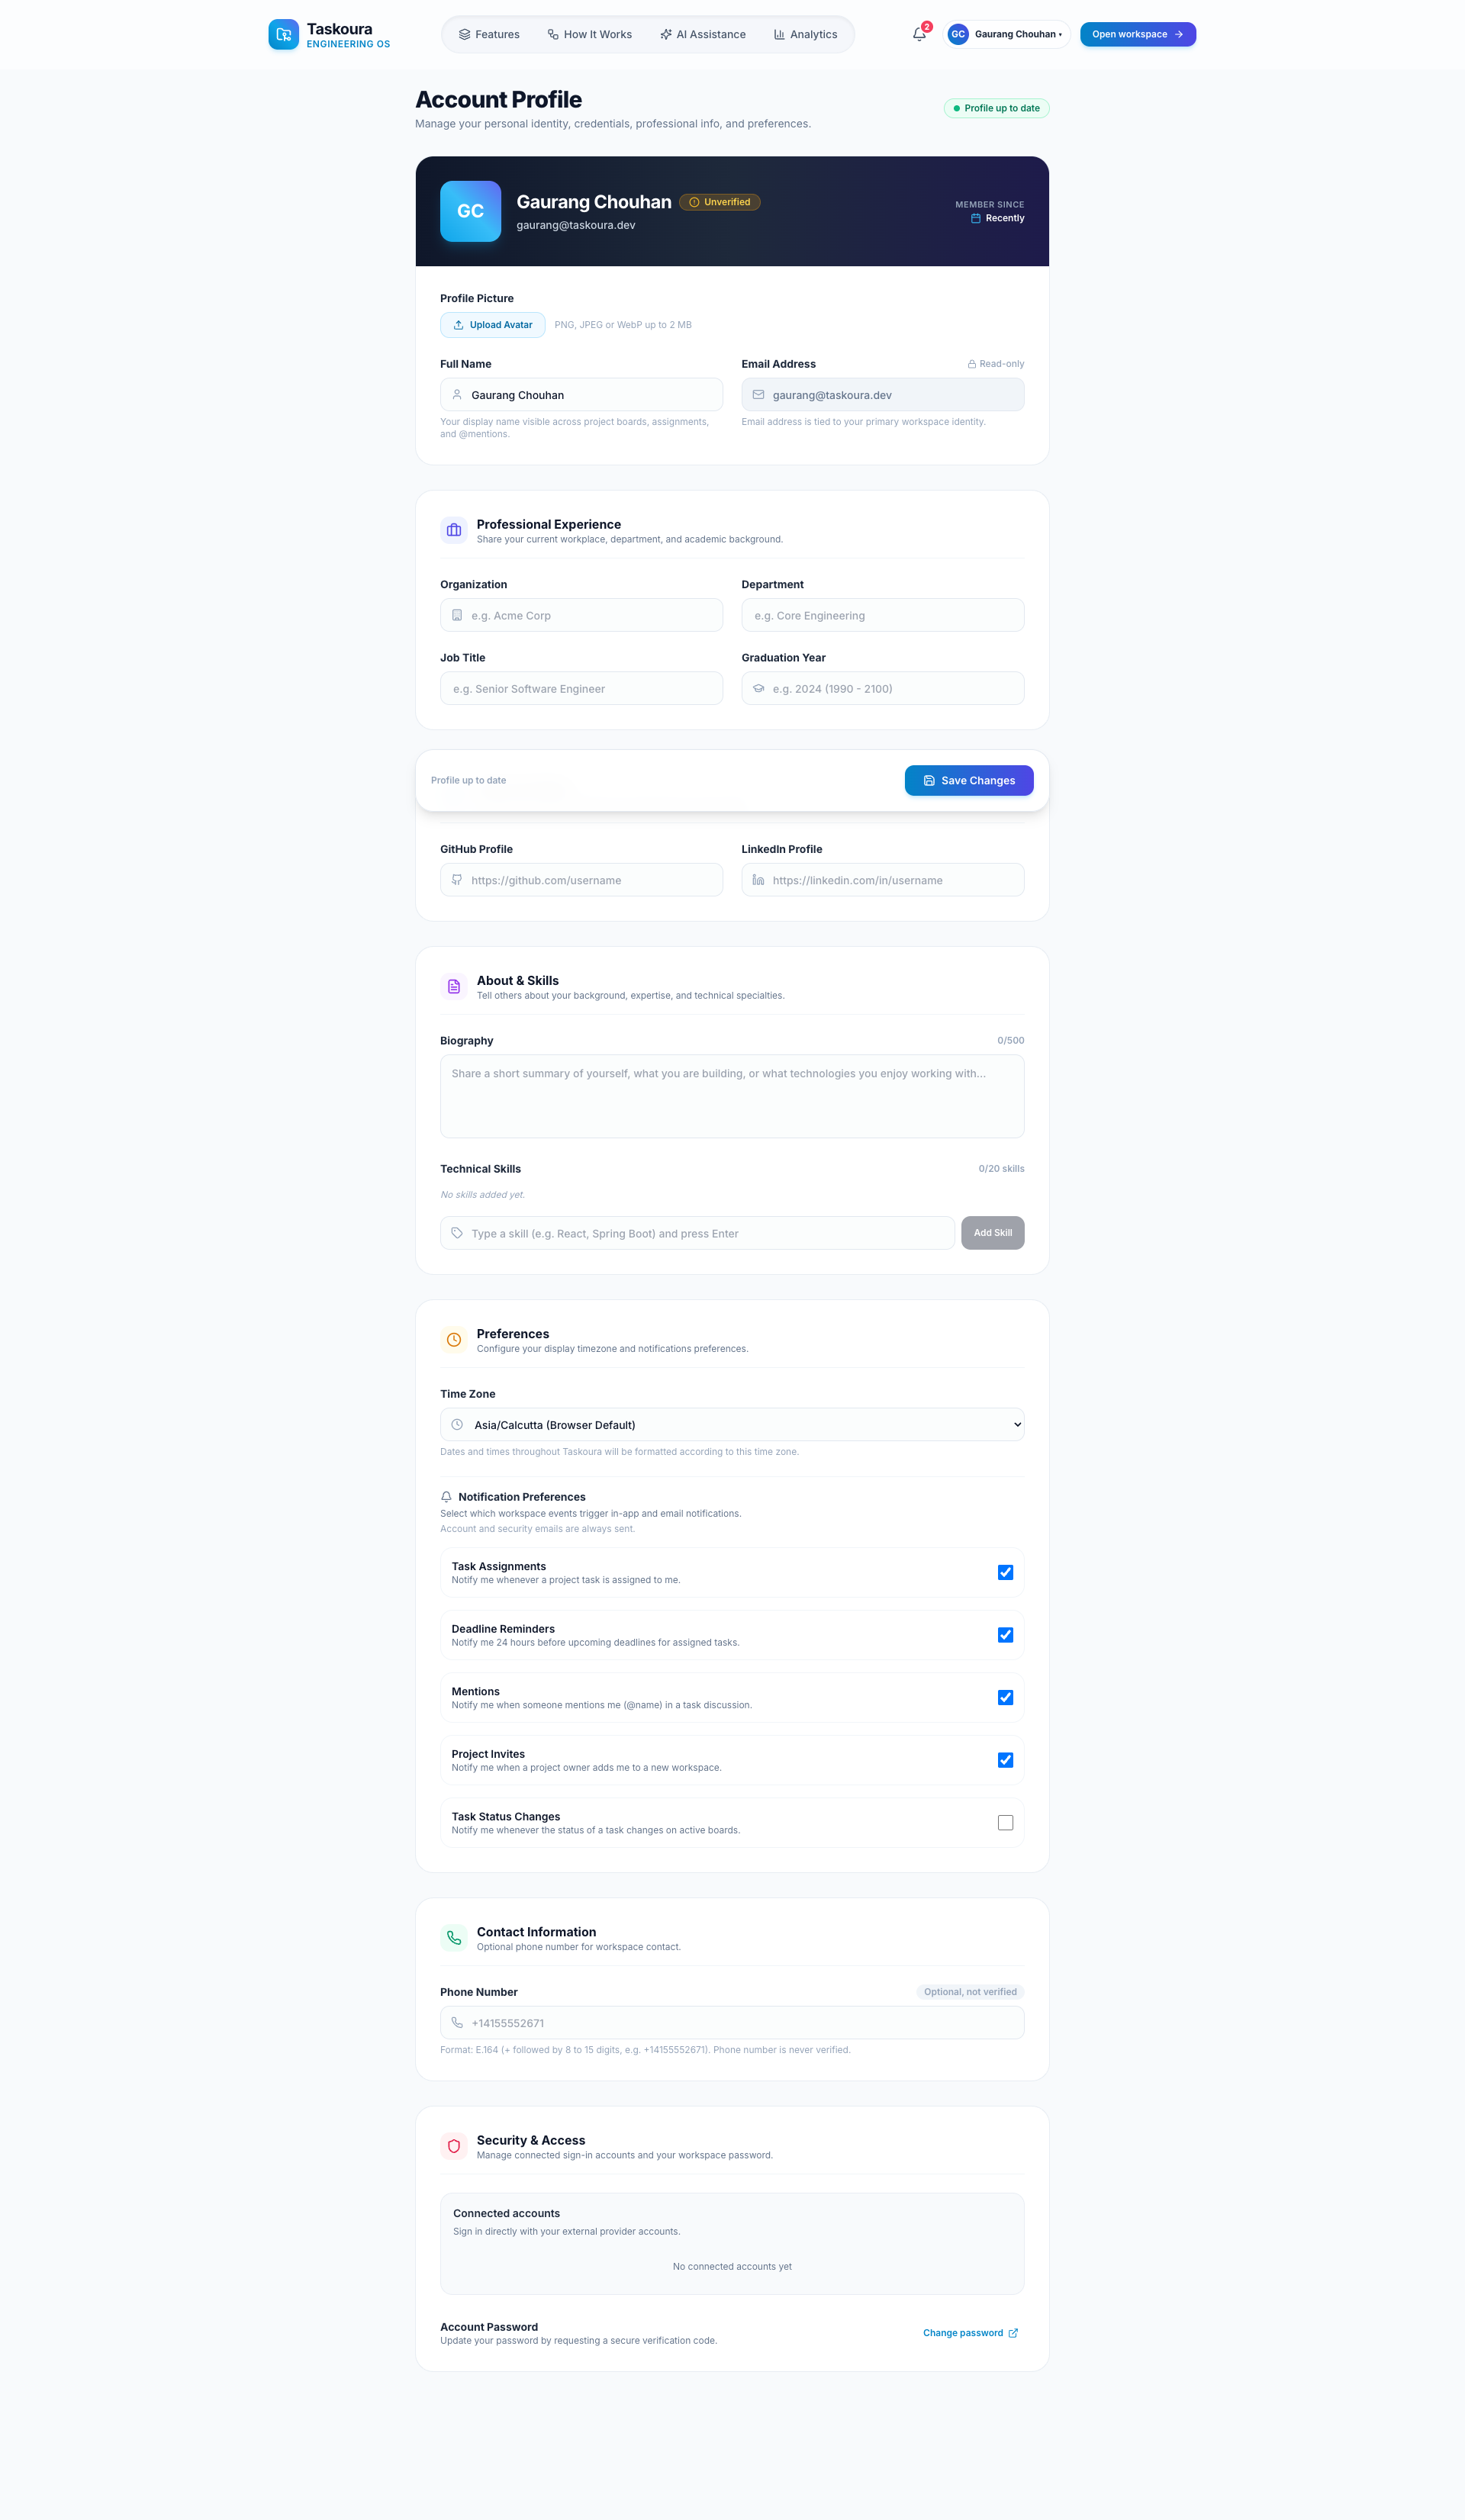 Taskoura
ENGINEERING OS
Features
How It Works
AI Assistance
Analytics
2
GC
Gaurang Chouhan
Open workspace
Account Profile
Manage your personal identity, credentials, professional info, and preferences.
Profile up to date
GC
Gaurang Chouhan
Unverified
gaurang@taskoura.dev
MEMBER SINCE
Recently
Profile Picture
Upload Avatar
PNG, JPEG or WebP up to 2 MB
Full Name
Gaurang Chouhan
Your display name visible across project boards, assignments,
and @mentions.
Email Address
Read-only
gaurang@taskoura.dev
Email address is tied to your primary workspace identity.
Professional Experience
Share your current workplace, department, and academic background.
Organization
e.g. Acme Corp
Department
e.g. Core Engineering
Job Title
e.g. Senior Software Engineer
Graduation Year
e.g. 2024 (1990 - 2100)
Profile up to date
Save Changes
GitHub Profile
https://github.com/username
LinkedIn Profile
https://linkedin.com/in/username
About & Skills
Tell others about your background, expertise, and technical specialties.
Biography
0/500
Share a short summary of yourself, what you are building, or what technologies you enjoy working with...
Technical Skills
0/20 skills
No skills added yet.
Type a skill (e.g. React, Spring Boot) and press Enter
Add Skill
Preferences
Configure your display timezone and notifications preferences.
Time Zone
Asia/Calcutta (Browser Default)
Dates and times throughout Taskoura will be formatted according to this time zone.
Notification Preferences
Select which workspace events trigger in-app and email notifications.
Account and security emails are always sent.
Task Assignments
Notify me whenever a project task is assigned to me.
Deadline Reminders
Notify me 24 hours before upcoming deadlines for assigned tasks.
Mentions
Notify me when someone mentions me (@name) in a task discussion.
Project Invites
Notify me when a project owner adds me to a new workspace.
Task Status Changes
Notify me whenever the status of a task changes on active boards.
Contact Information
Optional phone number for workspace contact.
Phone Number
Optional, not verified
+14155552671
Format: E.164 (+ followed by 8 to 15 digits, e.g. +14155552671). Phone number is never verified.
Security & Access
Manage connected sign-in accounts and your workspace password.
Connected accounts
Sign in directly with your external provider accounts.
No connected accounts yet
Account Password
Update your password by requesting a secure verification code.
Change password